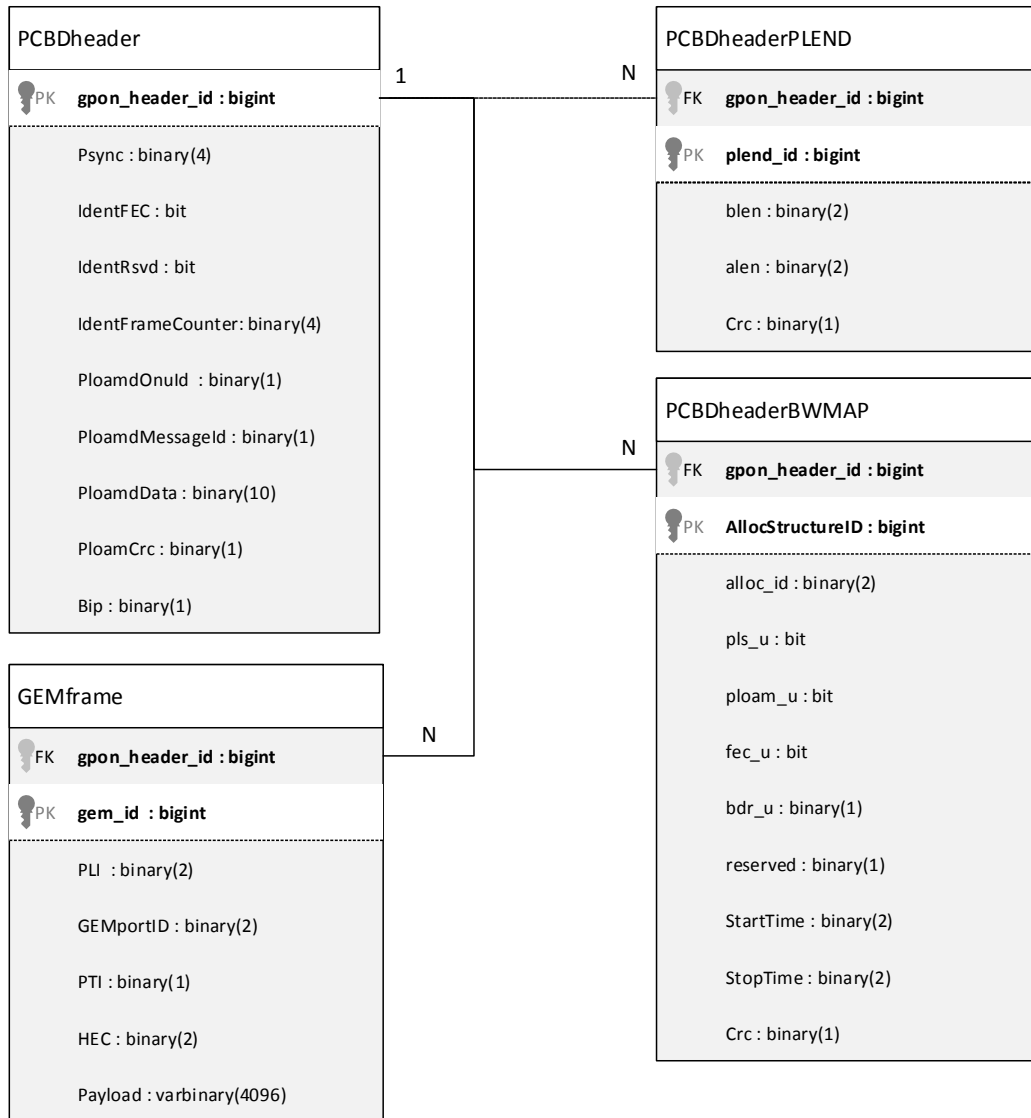 PCBDheader
PK gpon_header_id : bigint
Psync : binary(4)
IdentFEC : bit
IdentRsvd : bit
IdentFrameCounter: binary(4)
PloamdOnuId : binary(1)
PloamdMessageId : binary(1)
PloamdData : binary(10)
PloamCrc : binary(1)
Bip : binary(1)
1
N
PCBDheaderPLEND
FK gpon_header_id : bigint
PK plend_id : bigint
blen : binary(2)
alen : binary(2)
Crc : binary(1)
N
PCBDheaderBWMAP
FK gpon_header_id : bigint
PK AllocStructureID : bigint
alloc_id : binary(2)
pls_u : bit
ploam_u : bit
fec_u : bit
bdr_u : binary(1)
reserved : binary(1)
StartTime : binary(2)
StopTime : binary(2)
Crc : binary(1)
GEMframe
N
FK gpon_header_id : bigint
PK gem_id : bigint
PLI : binary(2)
GEMportID : binary(2)
PTI : binary(1)
HEC : binary(2)
Payload : varbinary(4096)